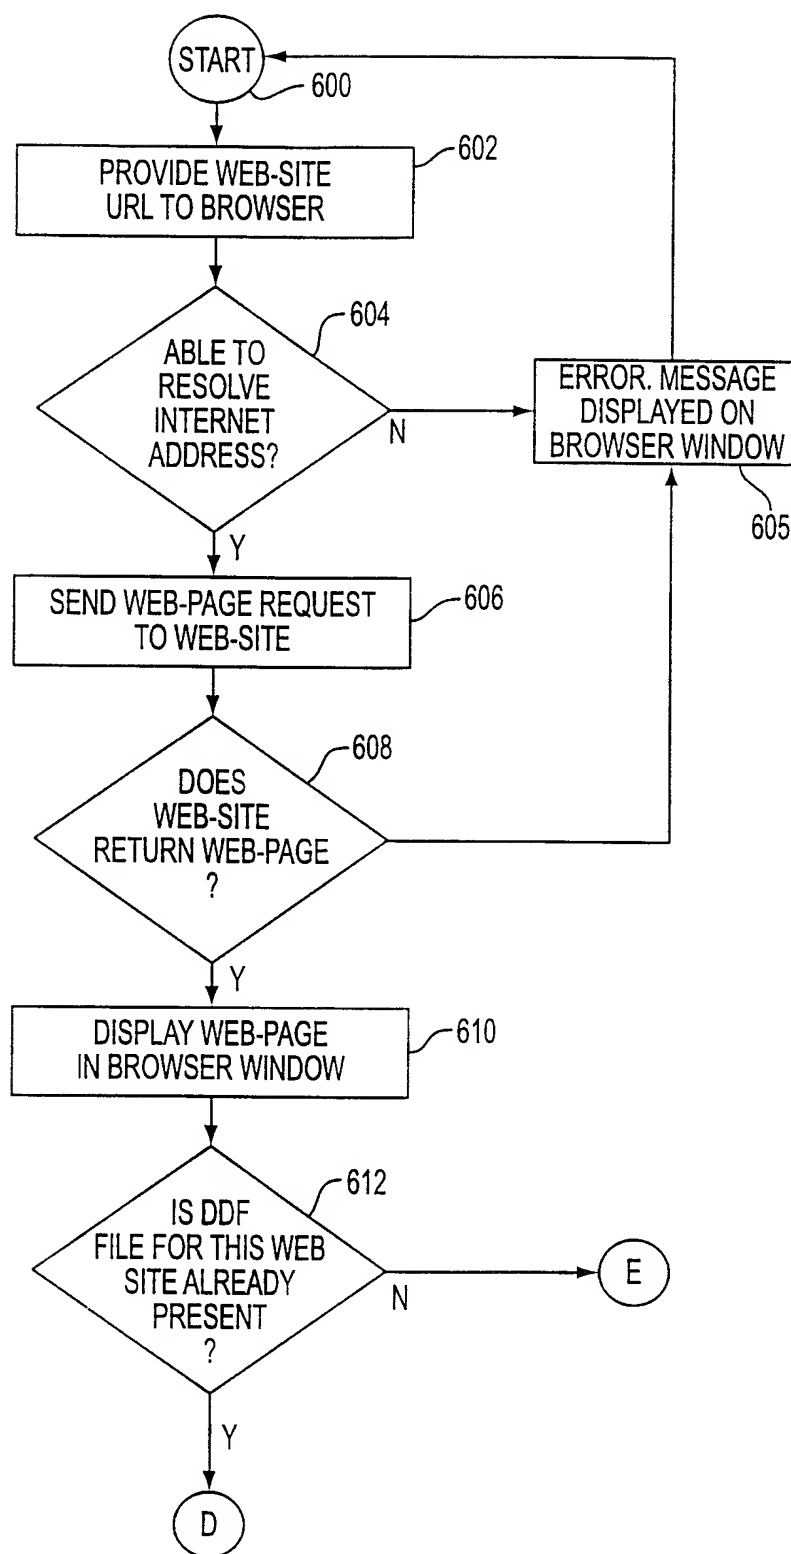 START
600
PROVIDE WEB-SITE
URL TO BROWSER
602
ABLE TO
RESOLVE
INTERNET
ADDRESS?
604
N
ERROR. MESSAGE
DISPLAYED ON
BROWSER WINDOW
605
Y
SEND WEB-PAGE REQUEST
TO WEB-SITE
606
DOES
WEB-SITE
RETURN WEB-PAGE
?
608
Y
DISPLAY WEB-PAGE
IN BROWSER WINDOW
610
IS DDF
FILE FOR THIS WEB
SITE ALREADY
PRESENT
?
612
N
E
Y
D